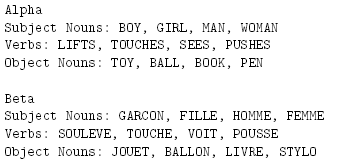 Alpha
Subject Nouns: BOY, GIRL, MAN, WOMAN
Verbs: LIFTS, TOUCHES, SEES, PUSHES
Object Nouns: TOY, BALL, BOOK, PEN

Beta
Subject Nouns: GARCON, FILLE, HOMME, FEMME
Verbs: SOULEVE, TOUCHE, VOIT, POUSSE
Object Nouns: JOUET, BALLON, LIVRE, STYLO